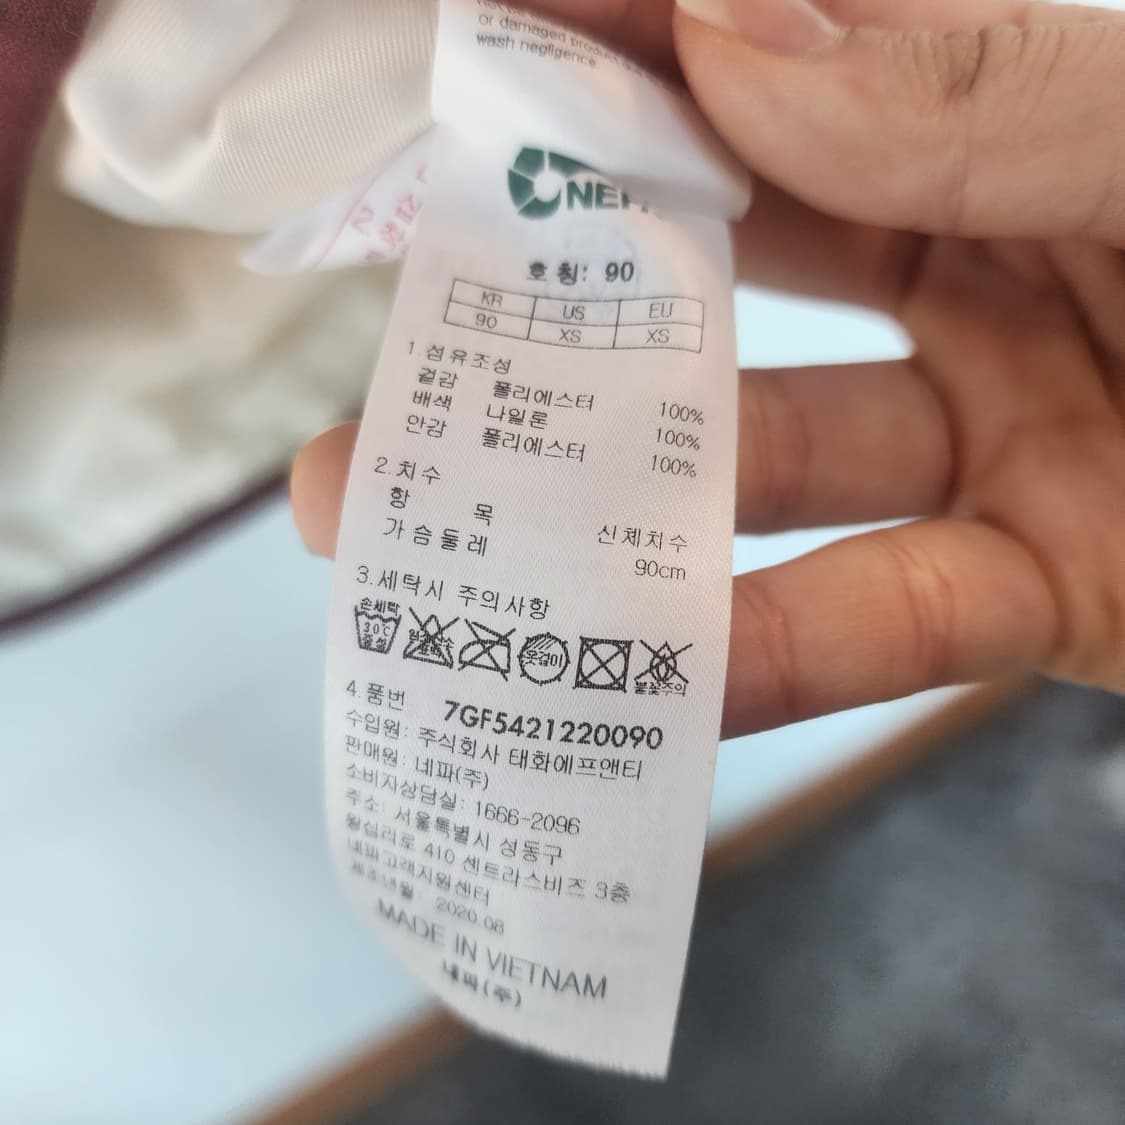 or damaged product
wash negligence.
NEPA
호칭: 90
KR US EU
90 XS XS
1 섬유조성
겉감 폴리에스터 100%
배색 나일론 100%
안감 폴리에스터 100%
2.치수
항 목 신체치수
가슴둘레 90cm
3.세탁시 주의사항
손세탁
30℃
중성
옷걸이
불꽃주의
4.품번 7GF5421220090
수입원: 주식회사 태화에프앤티
판매원: 네파(주)
소비자상담실: 1666-2096
주소: 서울특별시 성동구
왕십리로 410 센트라스비즈 3층
네파고객지원센터
제조년월 2020.08
MADE IN VIETNAM
네파(주)